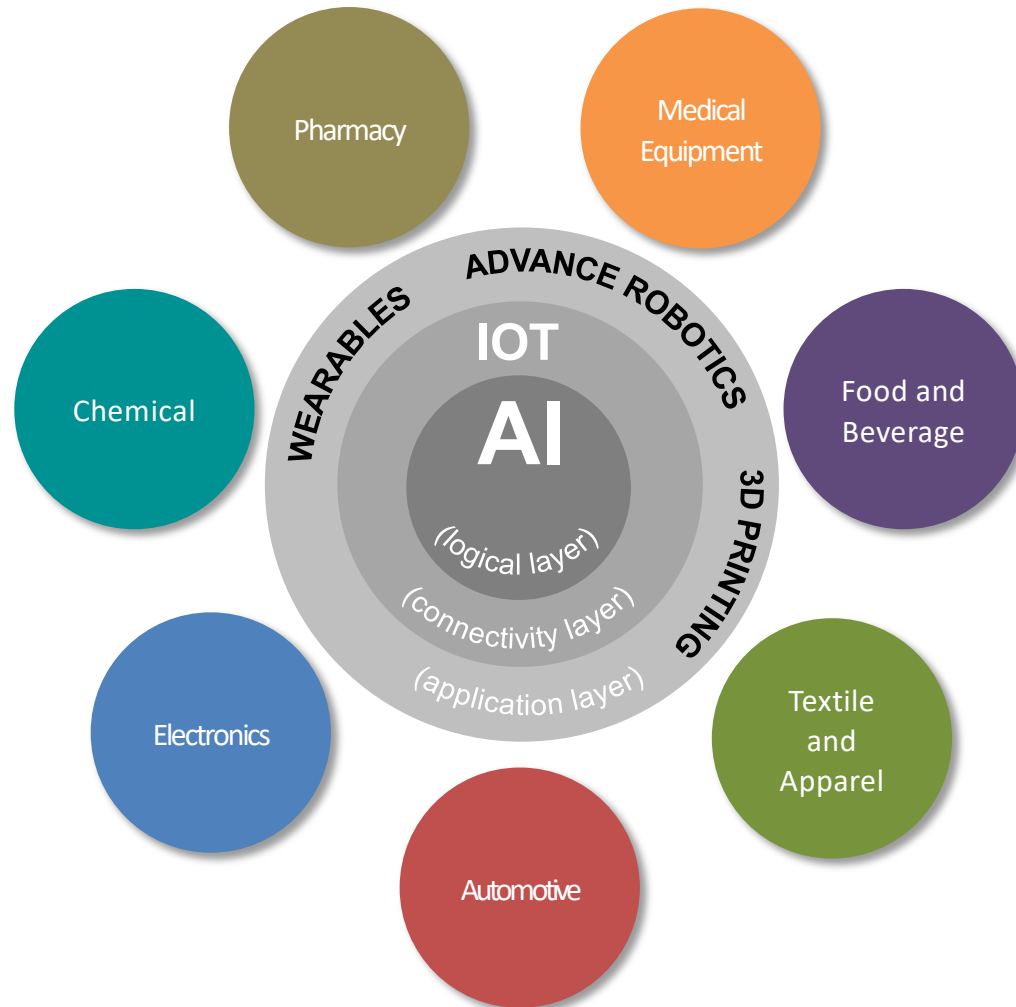 Pharmacy
Medical
Equipment
WEARABLES
ADVANCE ROBOTICS
3D PRINTING
IOT
AI
(logical layer)
(connectivity layer)
(application layer)
Chemical
Food and
Beverage
Electronics
Textile
and
Apparel
Automotive